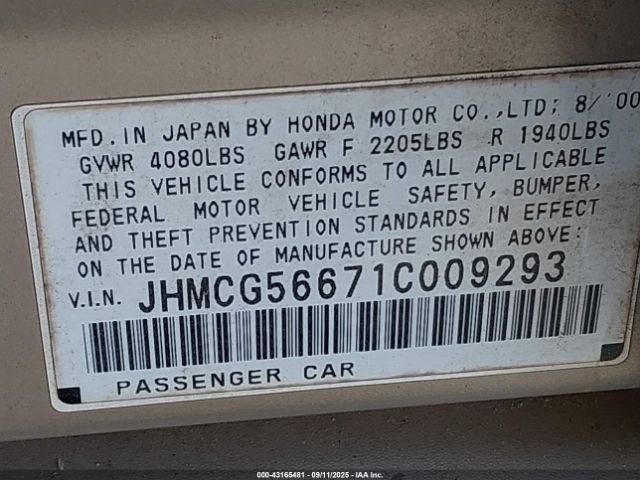 MFD. IN JAPAN BY HONDA MOTOR CO.,LTD; 8/'00
GVWR 4080LBS GAWR F 2205LBS R 1940LBS
THIS VEHICLE CONFORMS TO ALL APPLICABLE
FEDERAL MOTOR VEHICLE SAFETY, BUMPER,
AND THEFT PREVENTION STANDARDS IN EFFECT
ON THE DATE OF MANUFACTURE SHOWN ABOVE:
V.I.N. JHMCG56671C009293
PASSENGER CAR
000-43165481 - 09/11/2025 - IAA Inc.